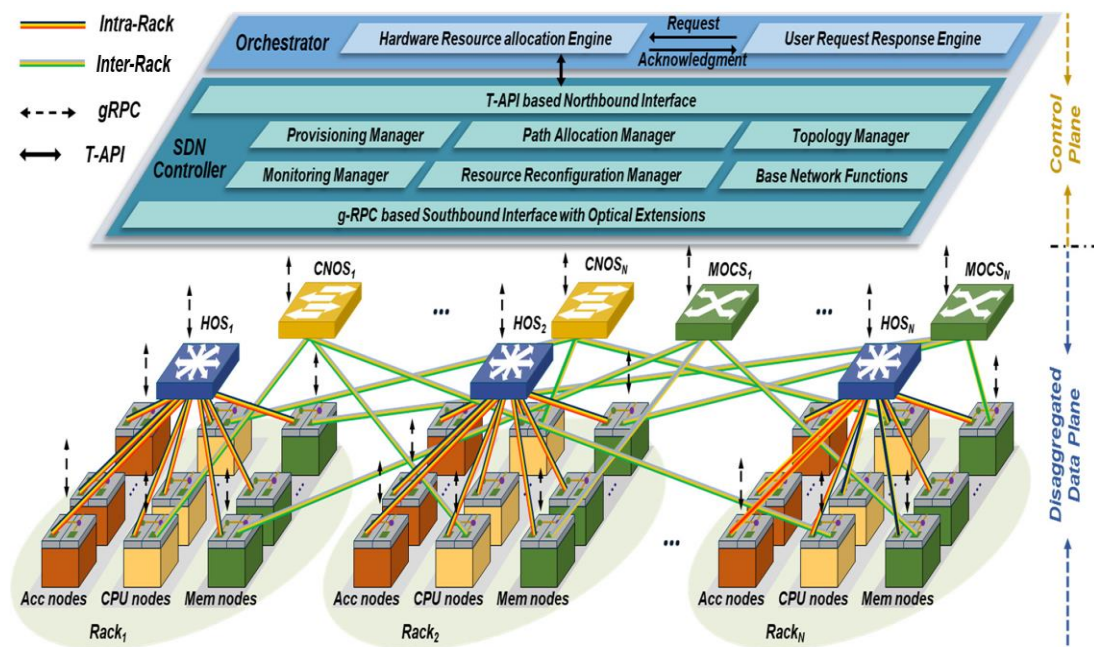 Intra-Rack
Inter-Rack
gRPC
T-API
Orchestrator
Hardware Resource allocation Engine
Request
Acknowledgment
User Request Response Engine
T-API based Northbound Interface
SDN
Controller
Provisioning Manager
Path Allocation Manager
Topology Manager
Monitoring Manager
Resource Reconfiguration Manager
Base Network Functions
g-RPC based Southbound Interface with Optical Extensions
Control
Plane
CNOS1
...
CNOSN
MOCS1
...
MOCSN
HOS1
HOS2
HOSN
Disaggregated
Data Plane
...
Acc nodes
CPU nodes
Mem nodes
Acc nodes
CPU nodes
Mem nodes
Acc nodes
CPU nodes
Mem nodes
Rack1
Rack2
RackN